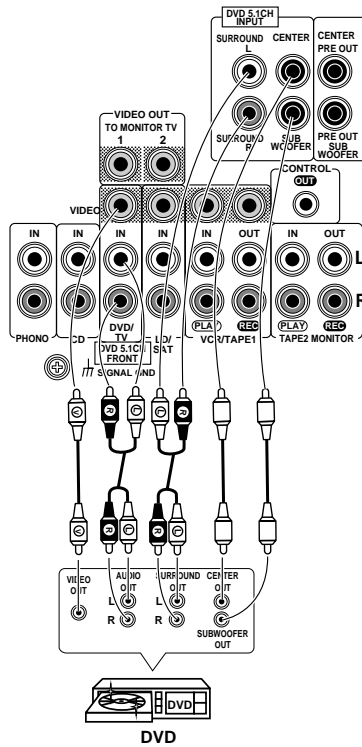 DVD 5.1CH
INPUT
SURROUND
L
CENTER
CENTER
PRE OUT
SURROUND
R
SUB
WOOFER
PRE OUT
SUB
WOOFER
VIDEO OUT
TO MONITOR TV
1 2
CONTROL
OUT
VIDEO
IN IN IN IN IN OUT IN OUT
L
R
PHONO
CD
DVD/
TV
LD/
SAT
PLAY REC
VCR/TAPE1
PLAY REC
TAPE2 MONITOR
DVD 5.1CH
FRONT
SIGNAL GND
V R L L R
V R L R L
VIDEO
OUT
AUDIO
OUT
L
R
SURROUND
OUT
L
R
CENTER
OUT
SUBWOOFER
OUT
DVD
DVD